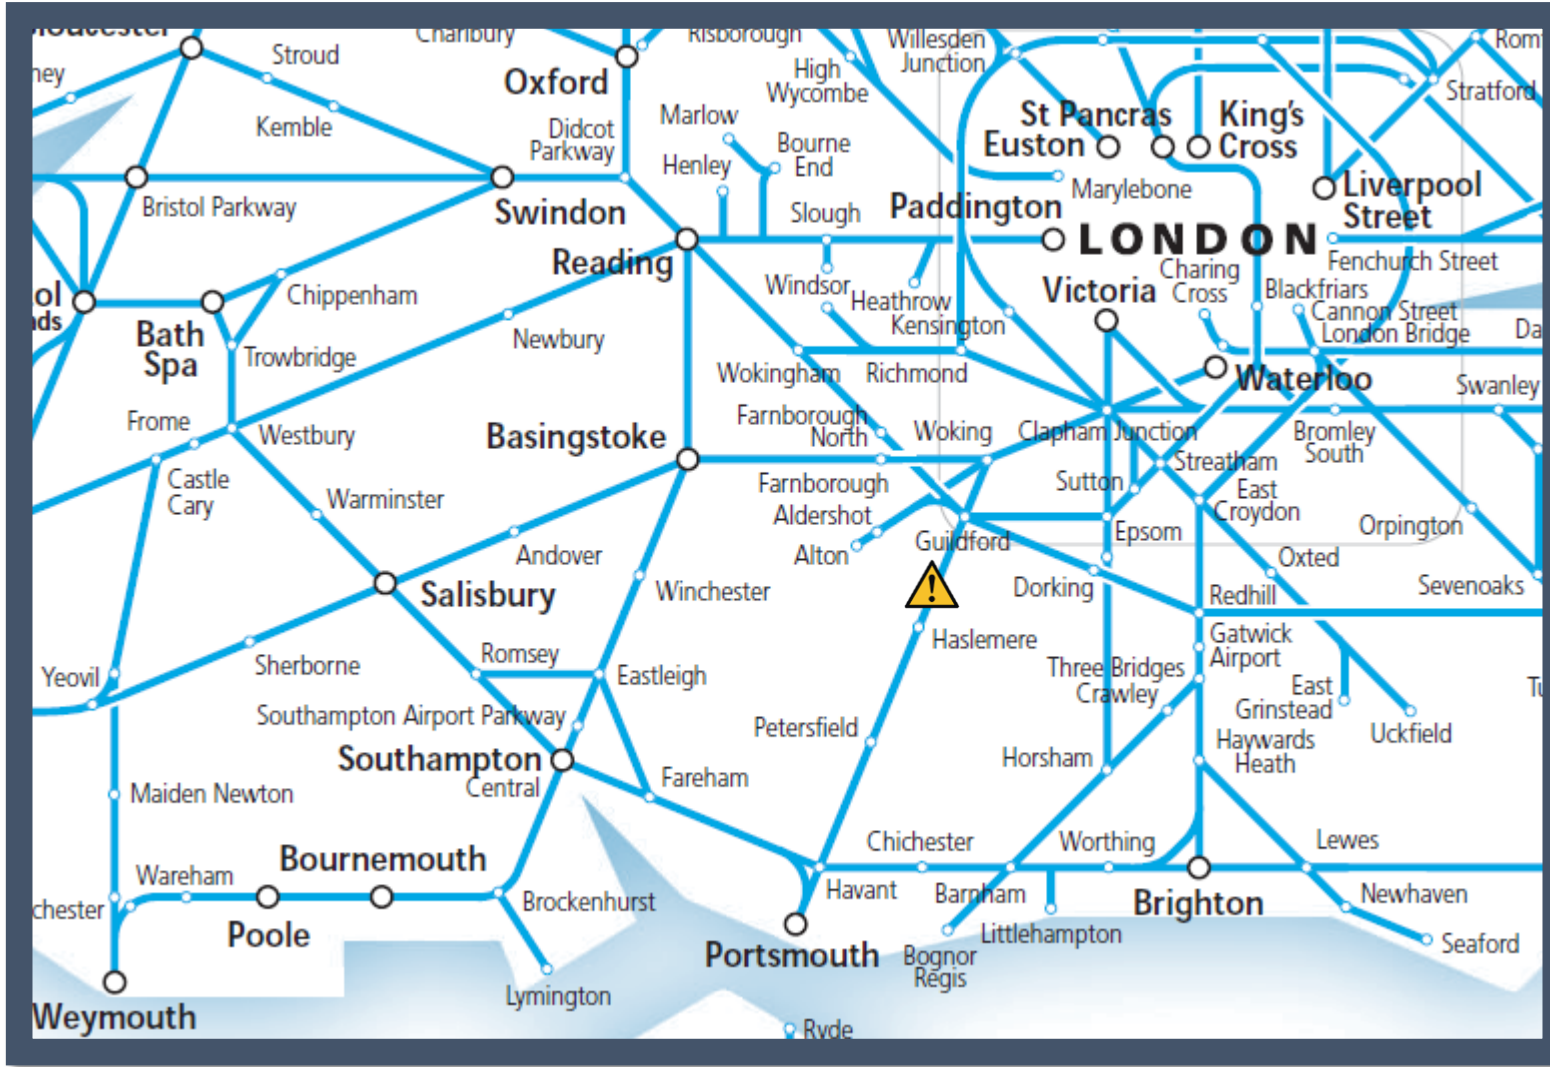 Stroud
Kemble
Oxford
Didcot
Parkway
Marlow
Henley
Bourne
End
High
Wycombe
Risborough
Charlbury
Willesden
Junction
St Pancras
Euston
King's
Cross
Stratford
Marylebone
Liverpool
Street
Paddington
LONDON
Fenchurch Street
Bristol Parkway
Swindon
Reading
Slough
Windsor
Heathrow
Kensington
Victoria
Charing
Cross
Blackfriars
Cannon Street
London Bridge
Waterloo
Swanley
Chippenham
Bath
Spa
Trowbridge
Newbury
Wokingham
Richmond
Frome
Westbury
Castle
Cary
Warminster
Basingstoke
Farnborough
North
Woking
Clapham Junction
Bromley
South
Farnborough
Aldershot
Alton
Guildford
Sutton
Streatham
East
Croydon
Epsom
Orpington
Oxted
Sevenoaks
Andover
Salisbury
Winchester
Dorking
Redhill
Haslemere
Gatwick
Airport
Three Bridges
Crawley
East
Grinstead
Uckfield
Yeovil
Sherborne
Romsey
Eastleigh
Southampton Airport Parkway
Petersfield
Southampton
Central
Fareham
Horsham
Haywards
Heath
Maiden Newton
Wareham
Bournemouth
Chichester
Worthing
Lewes
chester
Poole
Brockenhurst
Havant
Barnham
Brighton
Newhaven
Portsmouth
Bognor
Regis
Littlehampton
Seaford
Lymington
Weymouth
Ryde